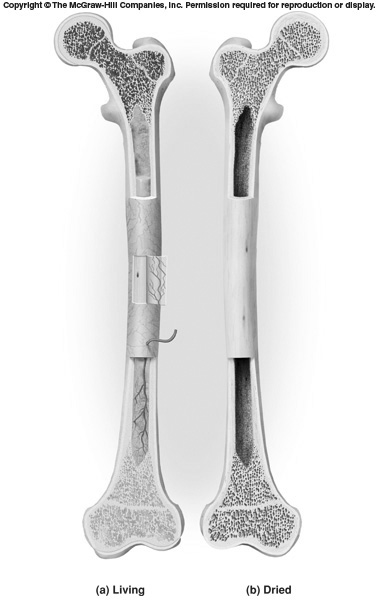 Copyright © The McGraw-Hill Companies, Inc. Permission required for reproduction or display.
(a) Living
(b) Dried